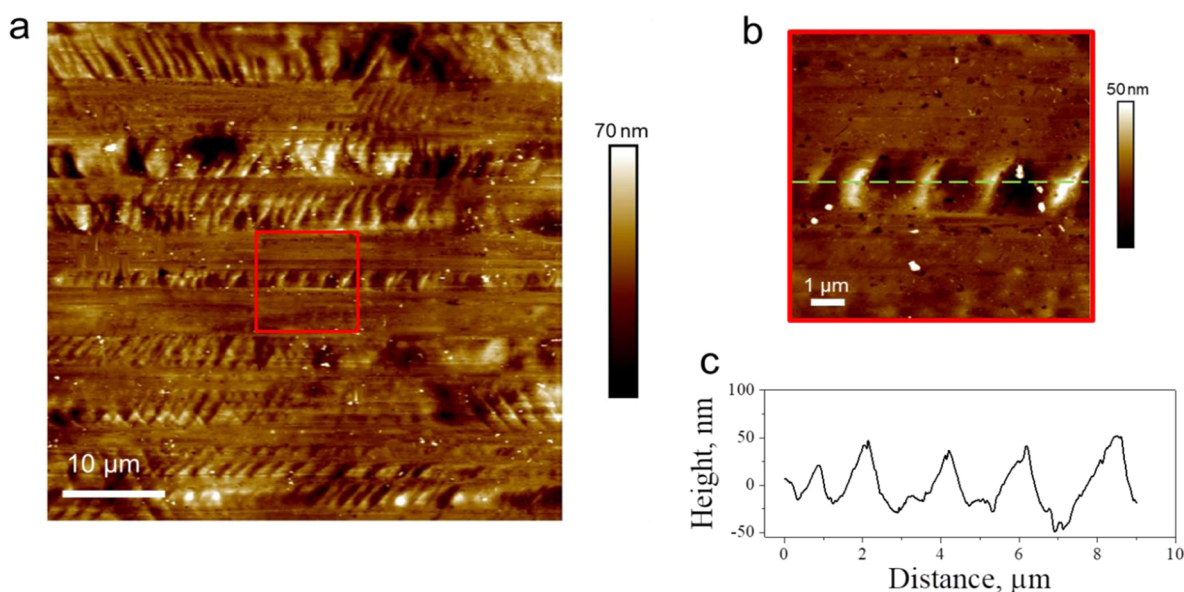 a
70 nm
10 μm
b
50 nm
1 μm
c
Height, nm
100
50
0
-50
0 2 4 6 8 10
Distance, μm